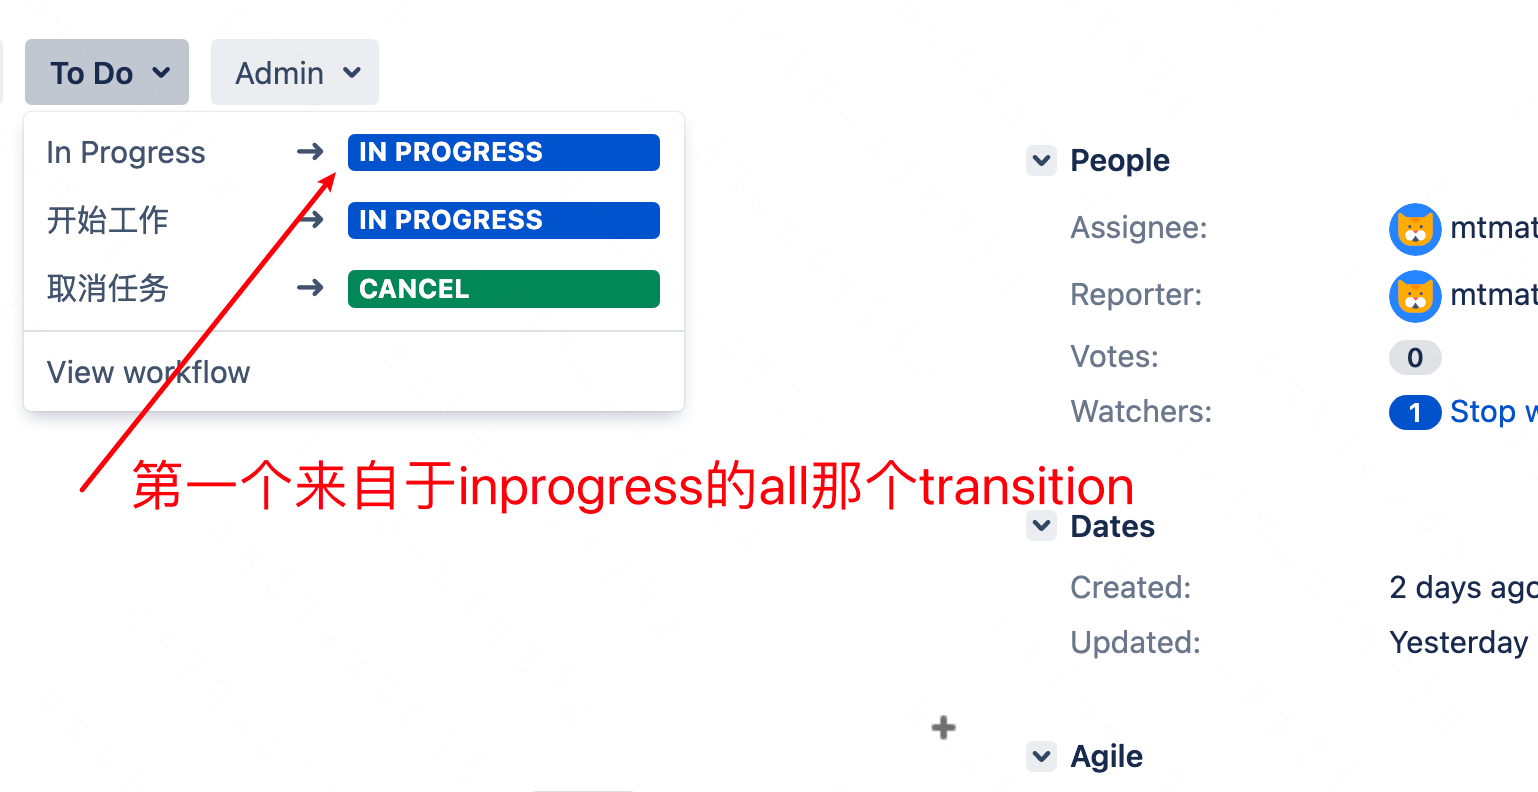 To Do
Admin
In Progress → IN PROGRESS
开始工作 → IN PROGRESS
取消任务 → CANCEL
View workflow
第一个来自于inprogress的all那个transition
People
Assignee: mtmat
Reporter: mtmat
Votes: 0
Watchers: 1 Stop w
Dates
Created: 2 days ago
Updated: Yesterday
Agile